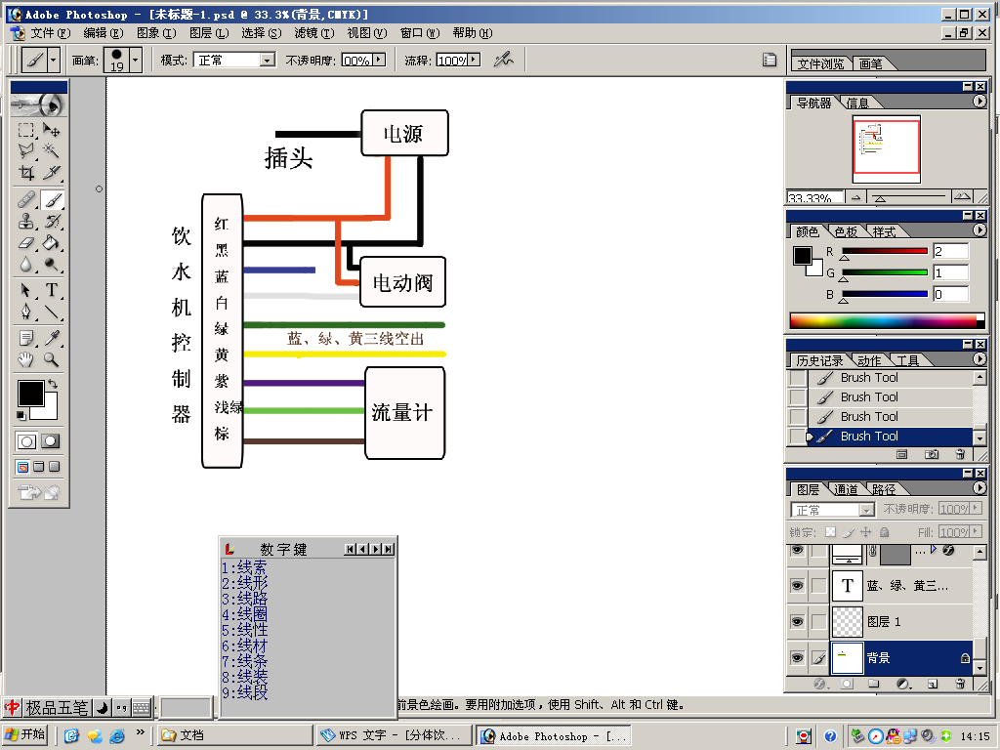 Adobe Photoshop - [未标题-1.psd @ 33.3%(背景,CMYK)]
文件(F) 编辑(E) 图象(I) 图层(L) 选择(S) 滤镜(T) 视图(V) 窗口(W) 帮助(H)
画笔: 19 模式: 正常 不透明度: 00% 流程: 100%
文件浏览 画笔
导航器 信息
33.33%
颜色 色板 样式
R 2
G 1
B 0
历史记录 动作 工具
Brush Tool
Brush Tool
Brush Tool
Brush Tool
图层 通道 路径
正常 不透明度: 100%
锁定: Fill: 100%
T 蓝、绿、黄三...
图层 1
背景
电源
插头
饮水机控制器
红
黑
蓝
白
绿
黄
紫
浅绿
棕
电动阀
蓝、绿、黄三线空出
流量计
数字键
1:线索
2:线形
3:线路
4:线圈
5:线性
6:线材
7:线条
8:线装
9:线段
极品五笔
前景色绘画。要用附加选项，使用 Shift、Alt 和 Ctrl 键。
开始 文档 WPS 文字 - [分体饮... Adobe Photoshop - [... 14:15